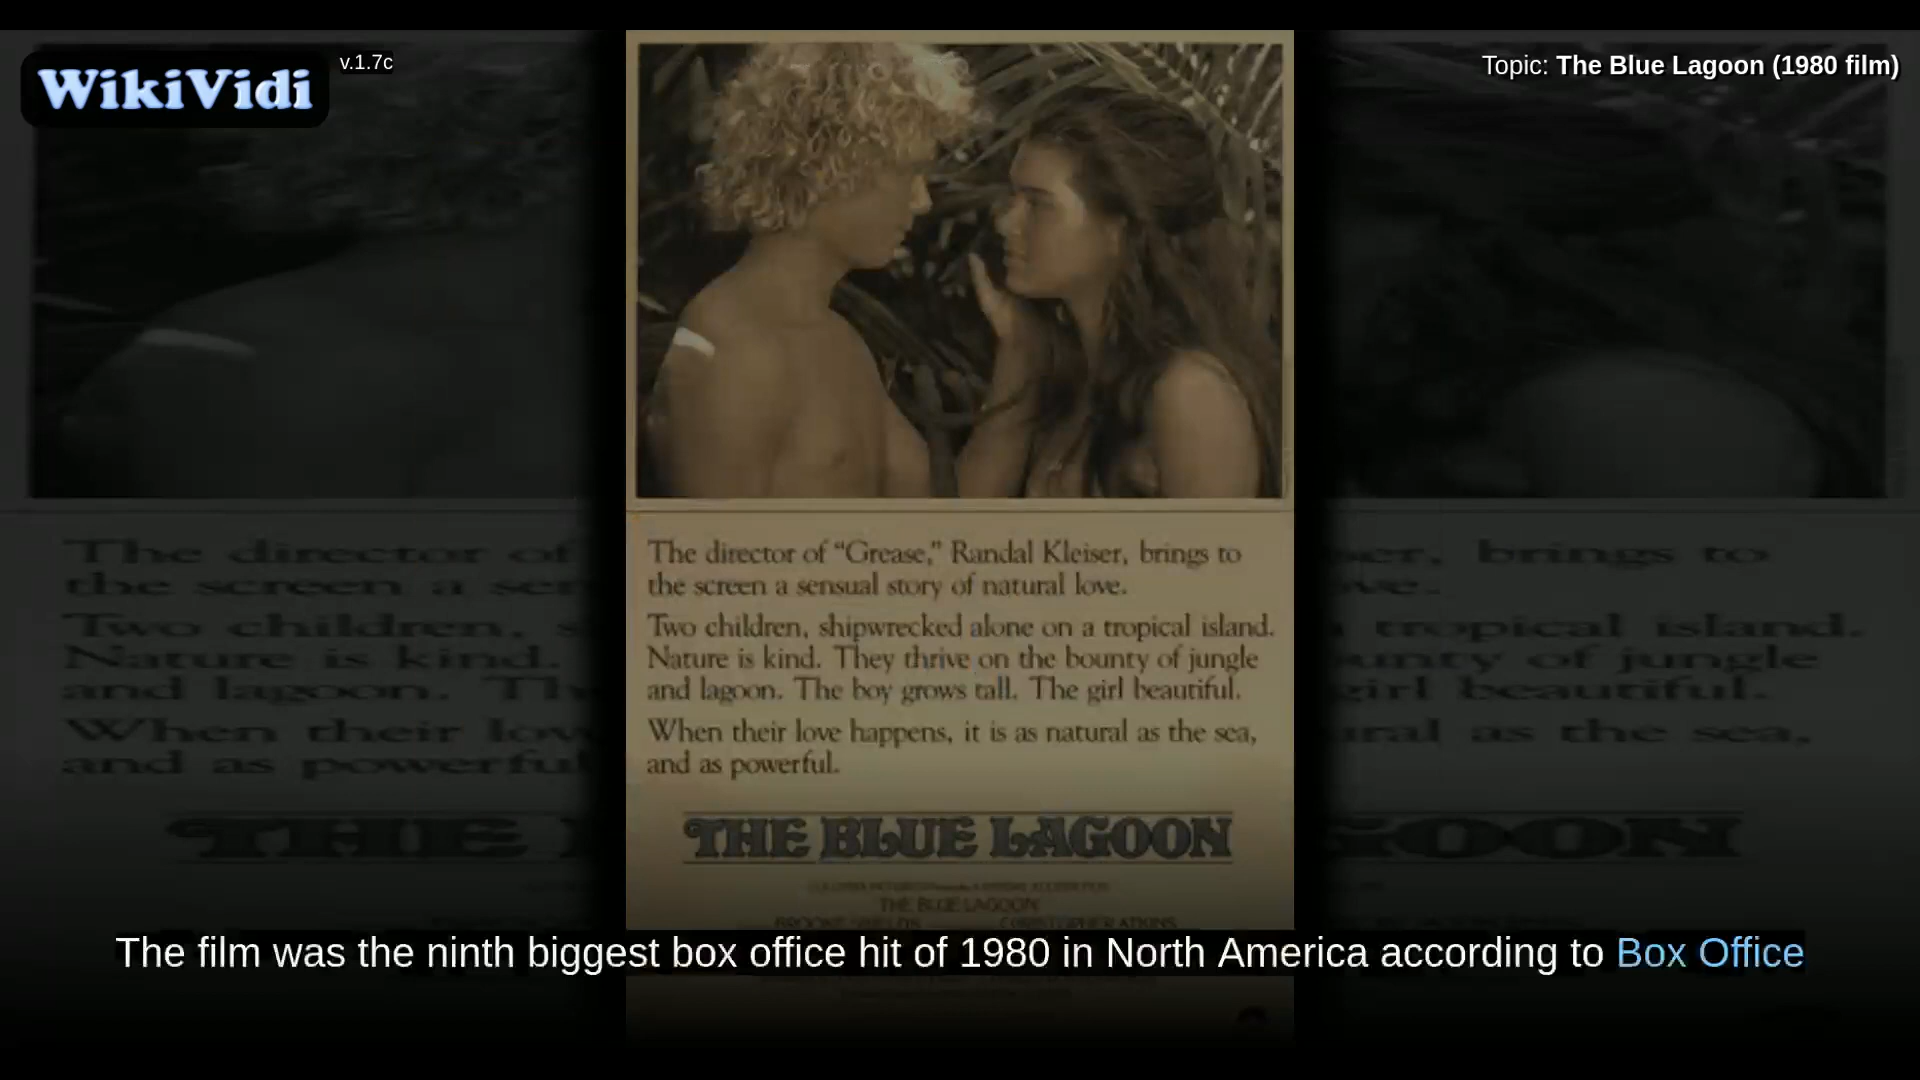 WikiVidi
v.1.7c
Topic: The Blue Lagoon (1980 film)
The director of “Grease,” Randal Kleiser, brings to
the screen a sensual story of natural love.
Two children, shipwrecked alone on a tropical island.
Nature is kind. They thrive on the bounty of jungle
and lagoon. The boy grows tall. The girl beautiful.
When their love happens, it is as natural as the sea,
and as powerful.
THE BLUE LAGOON
THE BLUE LAGOON
BROOKE SHIELDS CHRISTOPHER ATKINS
The film was the ninth biggest box office hit of 1980 in North America according to Box Office